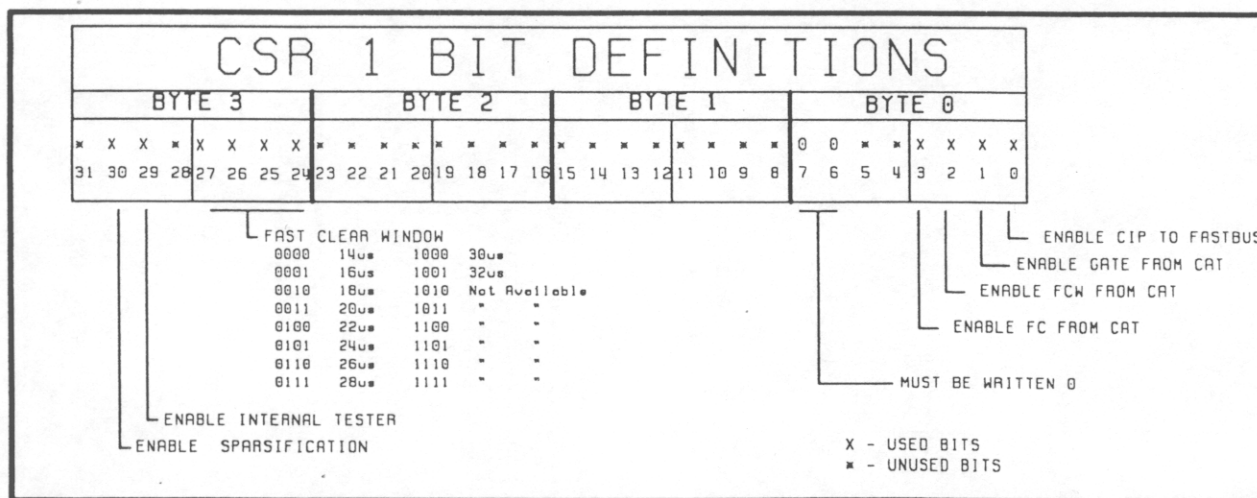 CSR 1 BIT DEFINITIONS
BYTE 3 BYTE 2 BYTE 1 BYTE 0
* X X * X X X X * * * * * * * * * * * * * * * * 0 0 * * X X X X
31 30 29 28 27 26 25 24 23 22 21 20 19 18 17 16 15 14 13 12 11 10 9 8 7 6 5 4 3 2 1 0
FAST CLEAR WINDOW
0000 14us 1000 30us
0001 16us 1001 32us
0010 18us 1010 Not Available
0011 20us 1011 " "
0100 22us 1100 " "
0101 24us 1101 " "
0110 26us 1110 " "
0111 28us 1111 " "
ENABLE CIP TO FASTBUS
ENABLE GATE FROM CAT
ENABLE FCW FROM CAT
ENABLE FC FROM CAT
MUST BE WRITTEN 0
ENABLE INTERNAL TESTER
ENABLE SPARSIFICATION
X - USED BITS
* - UNUSED BITS